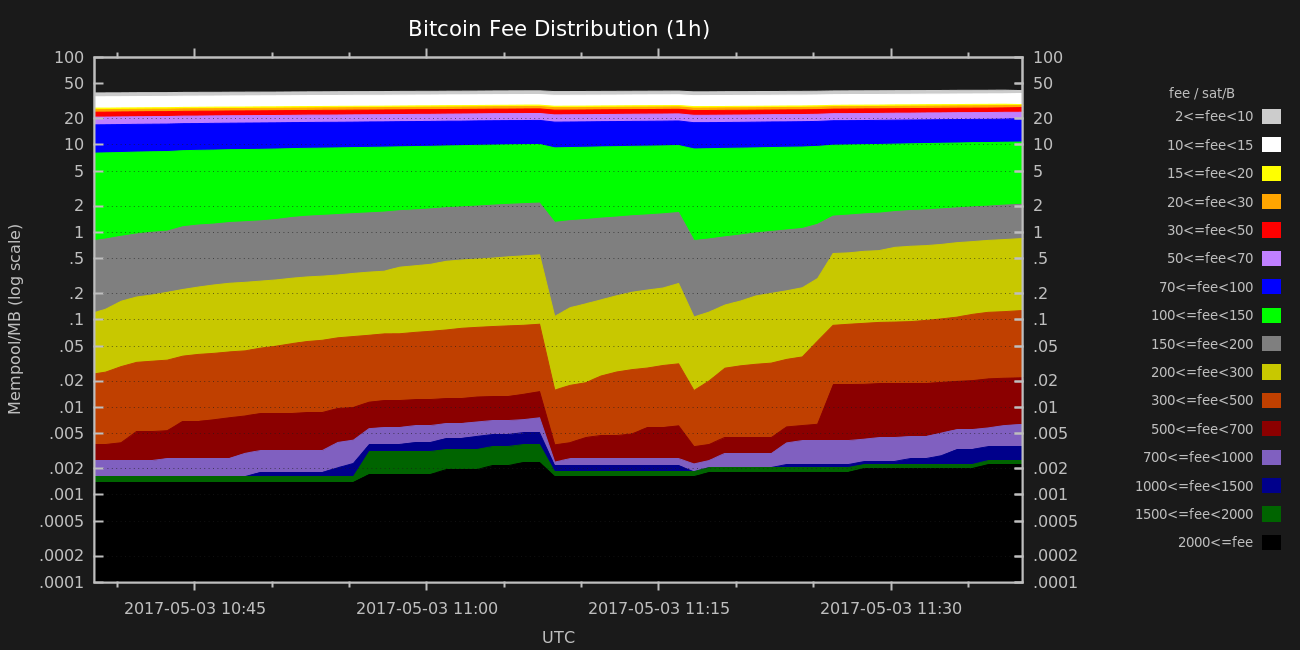 Bitcoin Fee Distribution (1h)
Mempool/MB (log scale)
100
50
20
10
5
2
1
.5
.2
.1
.05
.02
.01
.005
.002
.001
.0005
.0002
.0001
100
50
20
10
5
2
1
.5
.2
.1
.05
.02
.01
.005
.002
.001
.0005
.0002
.0001
2017-05-03 10:45
2017-05-03 11:00
2017-05-03 11:15
2017-05-03 11:30
UTC
fee / sat/B
2<=fee<10
10<=fee<15
15<=fee<20
20<=fee<30
30<=fee<50
50<=fee<70
70<=fee<100
100<=fee<150
150<=fee<200
200<=fee<300
300<=fee<500
500<=fee<700
700<=fee<1000
1000<=fee<1500
1500<=fee<2000
2000<=fee